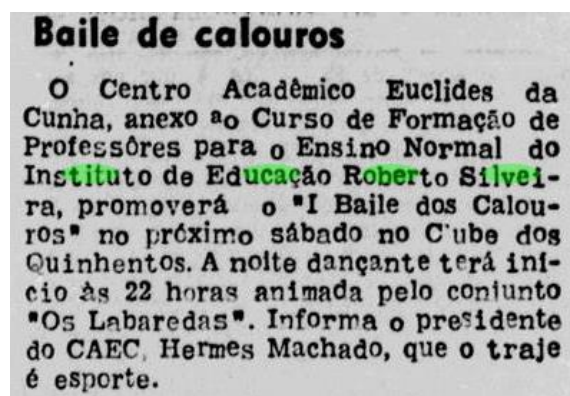 Baile de calouros
O Centro Acadêmico Euclides da
Cunha, anexo ao Curso de Formação de
Professôres para o Ensino Normal do
Instituto de Educação Roberto Silvei-
ra, promoverá o "I Baile dos Calou-
ros" no próximo sábado no C'ube dos
Quinhentos. A noite dançante terá iní-
cio às 22 horas animada pelo conjunto
"Os Labaredas". Informa o presidente
do CAEC, Hermes Machado, que o traje
é esporte.